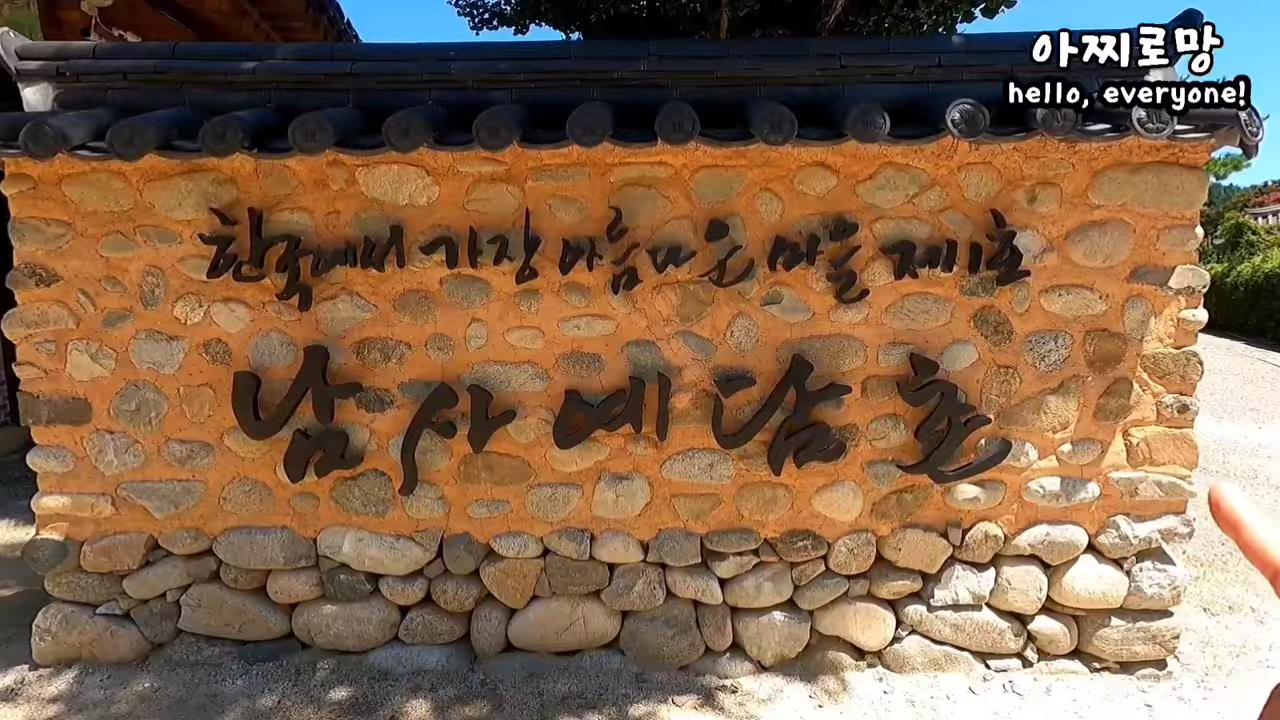 아찌로망
hello, everyone!
한국에서 가장 아름다운 마을 제1호
남사예담촌